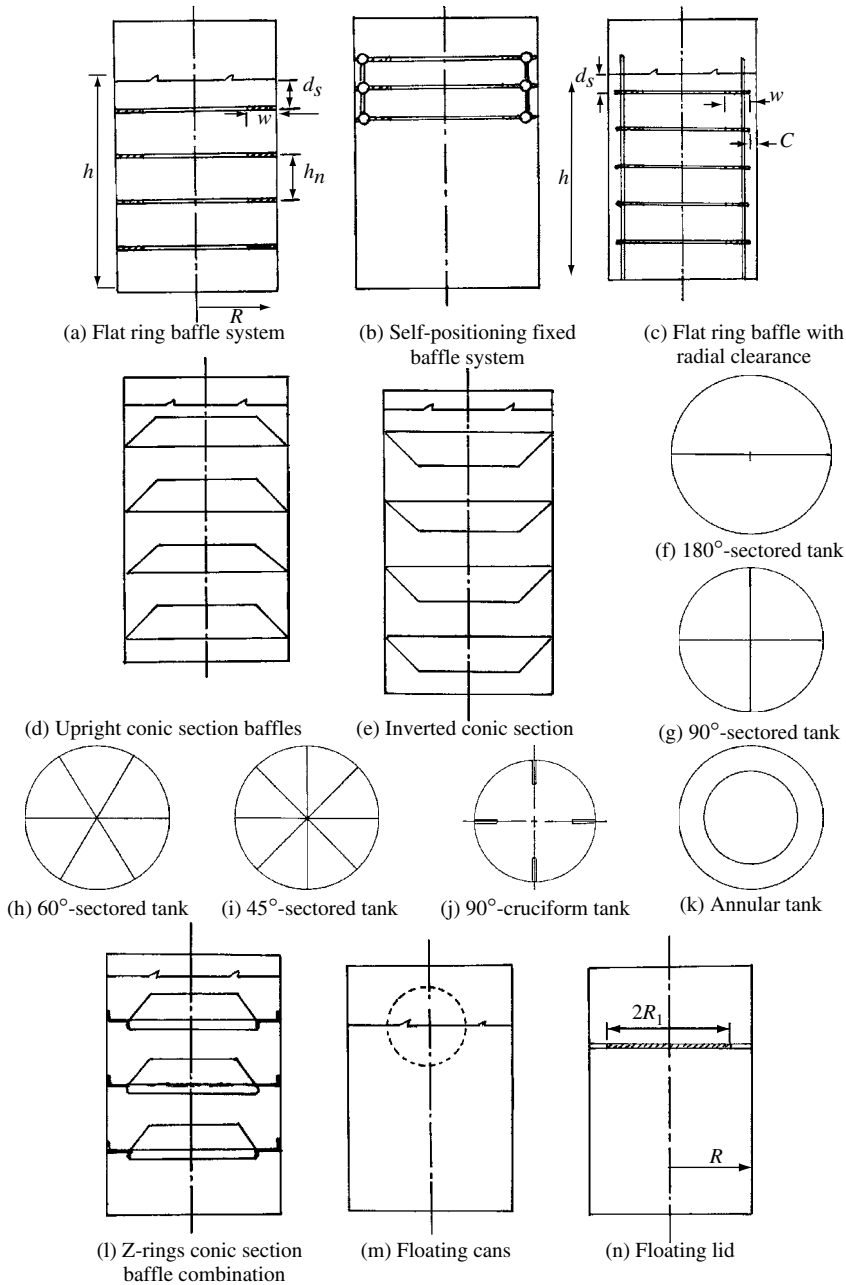 d_s
w
h
h_n
R
d_s
w
C
h
(a) Flat ring baffle system
(b) Self-positioning fixed
baffle system
(c) Flat ring baffle with
radial clearance
(d) Upright conic section baffles
(e) Inverted conic section
(f) 180°-sectored tank
(g) 90°-sectored tank
(h) 60°-sectored tank
(i) 45°-sectored tank
(j) 90°-cruciform tank
(k) Annular tank
2R_1
R
(l) Z-rings conic section
baffle combination
(m) Floating cans
(n) Floating lid